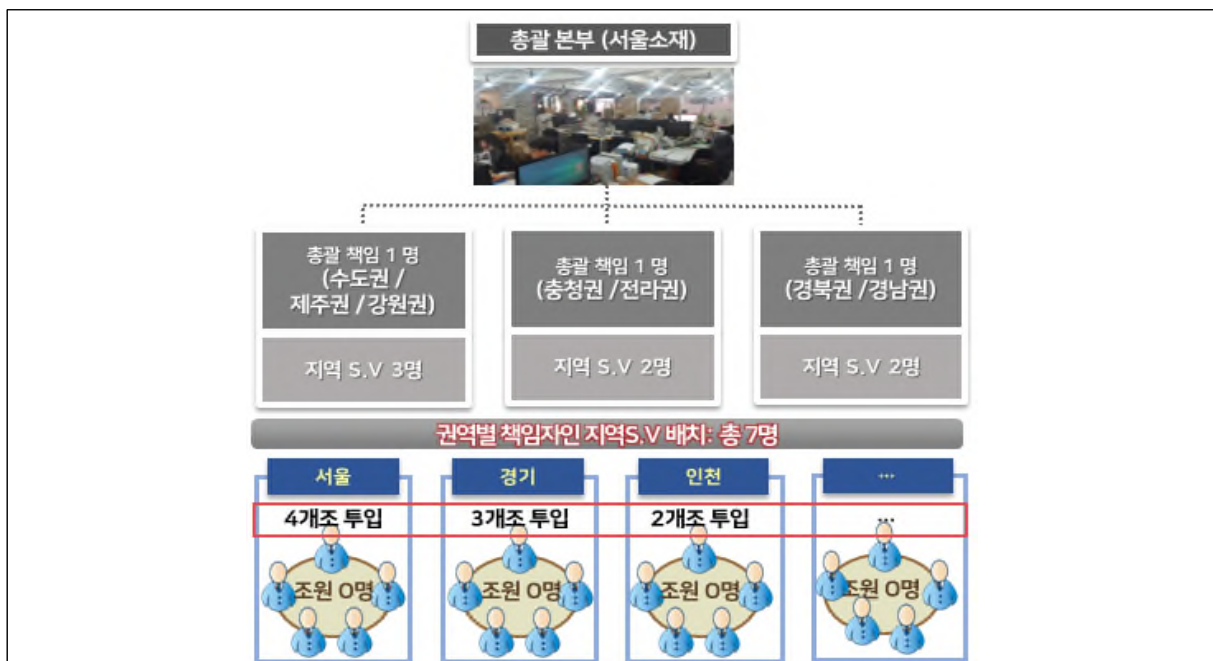 총괄 본부 (서울소재)
총괄 책임 1 명
(수도권 /
제주권 / 강원권)
지역 S.V 3명
총괄 책임 1 명
(충청권 / 전라권)
지역 S.V 2명
총괄 책임 1 명
(경북권 / 경남권)
지역 S.V 2명
권역별 책임자인 지역S.V 배치: 총 7명
서울
경기
인천
...
4개조 투입
3개조 투입
2개조 투입
...
조원 0명
조원 0명
조원 0명
조원 0명